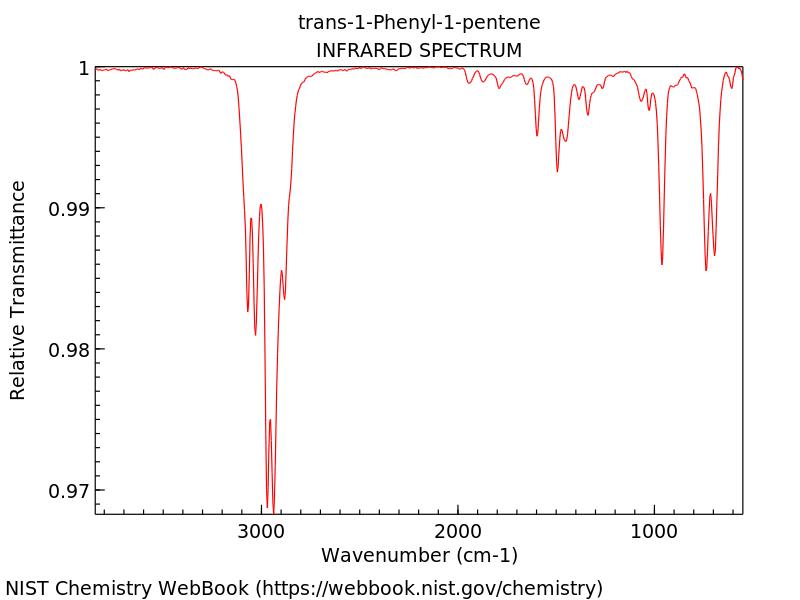 trans-1-Phenyl-1-pentene
INFRARED SPECTRUM
1
0.99
0.98
0.97
Relative Transmittance
3000 2000 1000
Wavenumber (cm-1)
NIST Chemistry WebBook (https://webbook.nist.gov/chemistry)